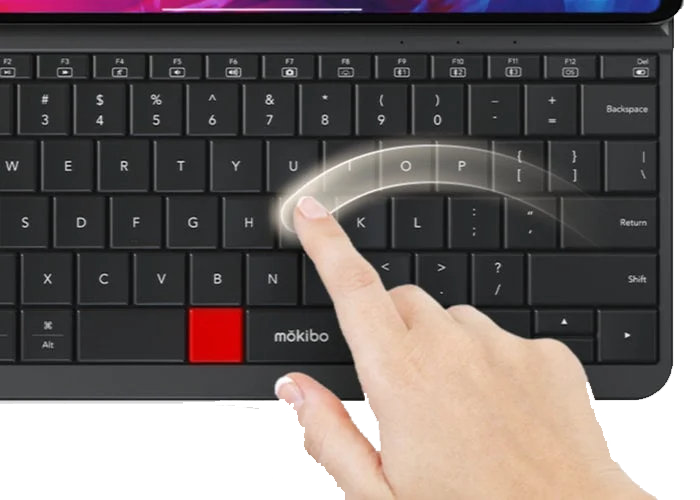 F2 F3 F4 F5 F6 F7 F8 F9 F10 F11 F12 Del
# $ % ^ & * ( ) - +
3 4 5 6 7 8 9 0 = Backspace
W E R T Y U I O P { } |
[ ] \
S D F G H K L : " Return
; ,
X C V B N < > ? Shift
. /
⌘
Alt mōkibo ▲ ►